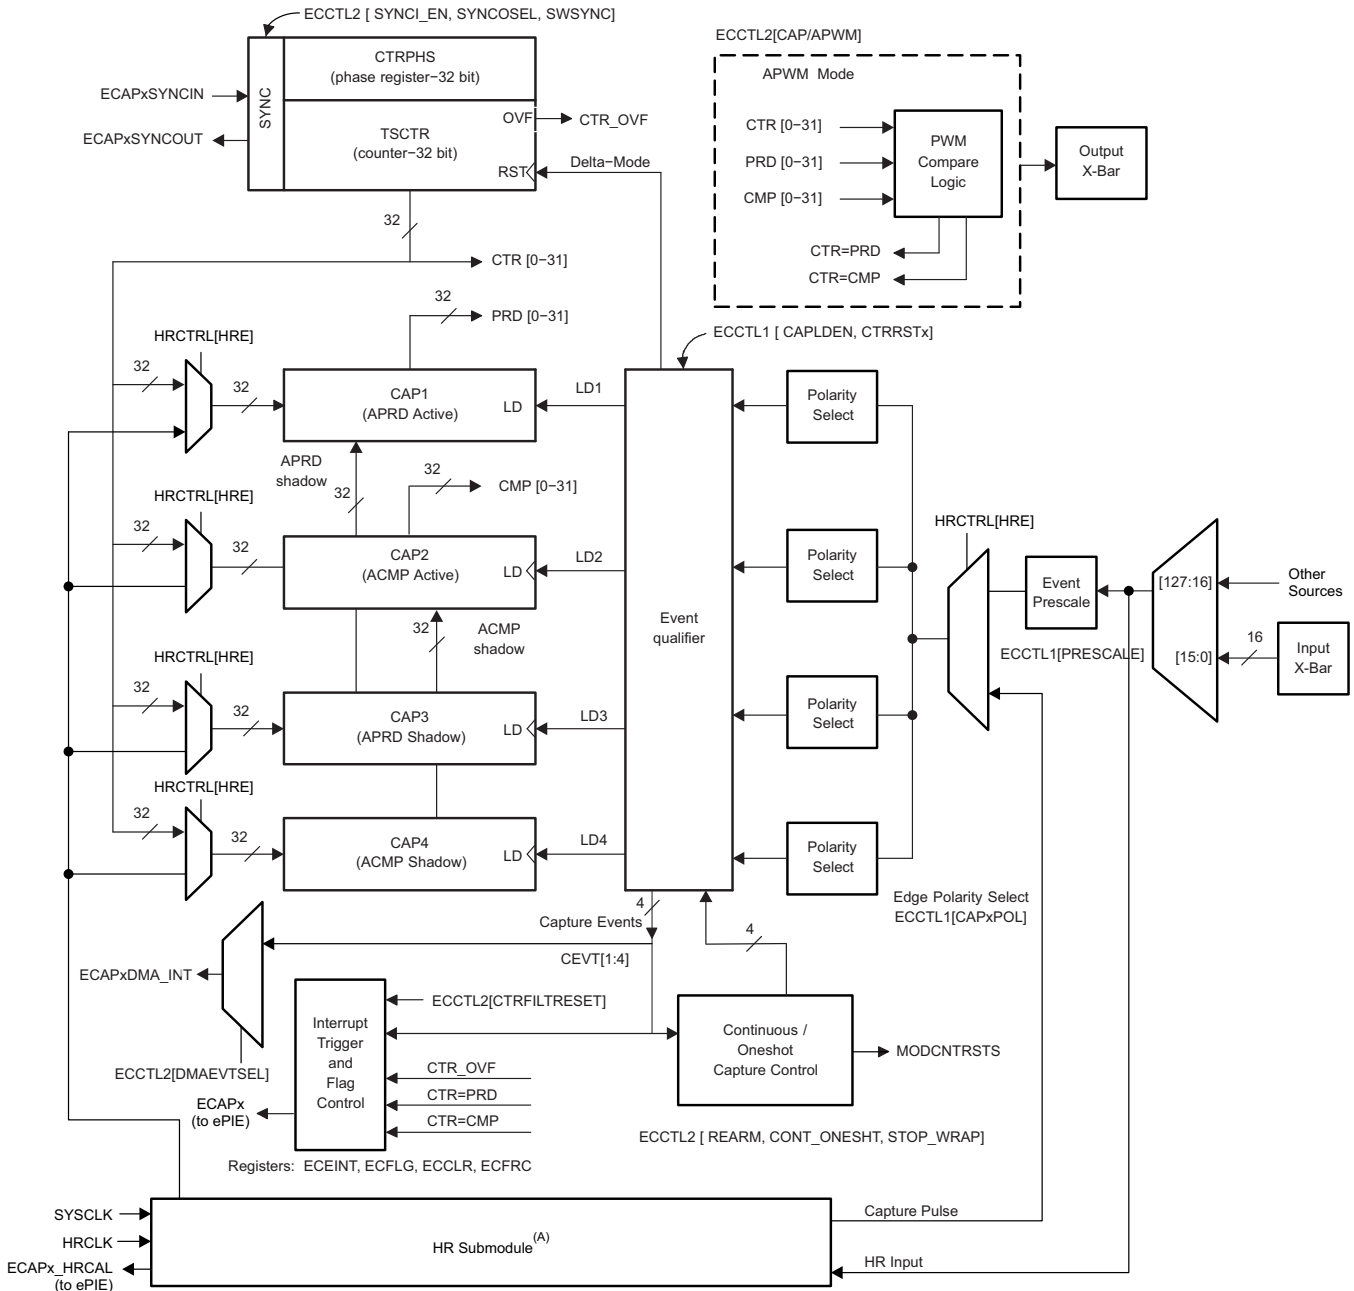 ECCTL2 [ SYNCI_EN, SYNCOSEL, SWSYNC]
SYNC
CTRPHS
(phase register−32 bit)
ECAPxSYNCIN
ECAPxSYNCOUT
TSCTR
(counter−32 bit)
OVF
CTR_OVF
RST
Delta−Mode
32
CTR [0−31]
32
PRD [0−31]
ECCTL2[CAP/APWM]
APWM Mode
CTR [0−31]
PRD [0−31]
CMP [0−31]
PWM
Compare
Logic
Output
X-Bar
CTR=PRD
CTR=CMP
ECCTL1 [ CAPLDEN, CTRRSTx]
HRCTRL[HRE]
32
32
CAP1
(APRD Active)
LD
LD1
Polarity
Select
APRD
shadow
32
32
CMP [0−31]
HRCTRL[HRE]
32
32
CAP2
(ACMP Active)
LD
LD2
Polarity
Select
HRCTRL[HRE]
Event
Prescale
ECCTL1[PRESCALE]
[127:16]
[15:0]
Other
Sources
16
Input
X-Bar
Event
qualifier
32
ACMP
shadow
HRCTRL[HRE]
32
32
CAP3
(APRD Shadow)
LD
LD3
Polarity
Select
HRCTRL[HRE]
32
32
CAP4
(ACMP Shadow)
LD
LD4
Polarity
Select
Edge Polarity Select
ECCTL1[CAPxPOL]
4
Capture Events
CEVT[1:4]
4
ECAPxDMA_INT
ECCTL2[DMAEVTSEL]
ECCTL2[CTRFILTRESET]
Interrupt
Trigger
and
Flag
Control
CTR_OVF
CTR=PRD
CTR=CMP
ECAPx
(to ePIE)
Continuous /
Oneshot
Capture Control
MODCNTRSTS
ECCTL2 [ REARM, CONT_ONESHT, STOP_WRAP]
Registers: ECEINT, ECFLG, ECCLR, ECFRC
SYSCLK
HRCLK
ECAPx_HRCAL
(to ePIE)
HR Submodule(A)
Capture Pulse
HR Input